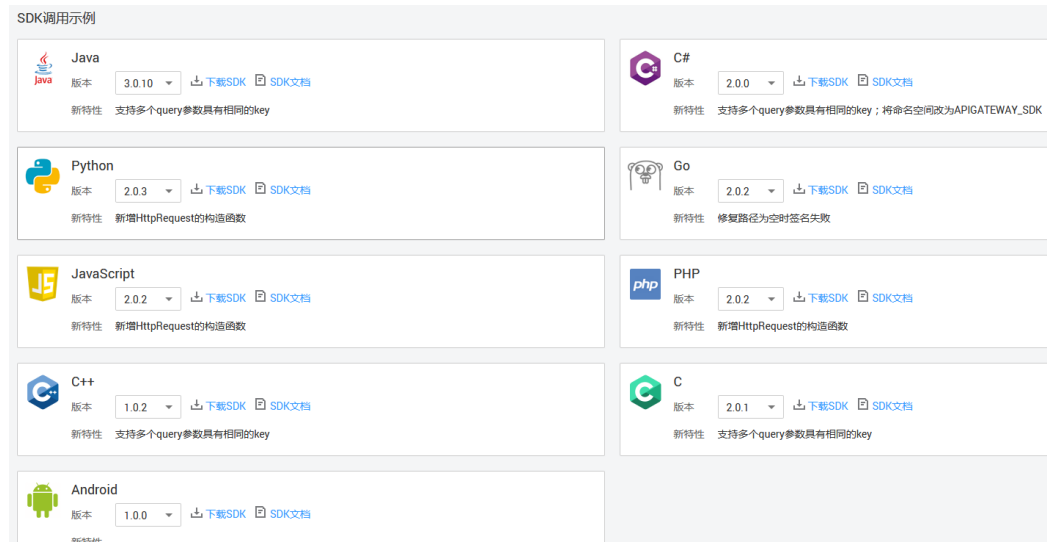 SDK调用示例
Java
Java
版本 3.0.10 下载SDK SDK文档
新特性 支持多个query参数具有相同的key
C#
C#
版本 2.0.0 下载SDK SDK文档
新特性 支持多个query参数具有相同的key；将命名空间改为APIGATEWAY_SDK
Python
版本 2.0.3 下载SDK SDK文档
新特性 新增HttpRequest的构造函数
Go
版本 2.0.2 下载SDK SDK文档
新特性 修复路径为空时签名失败
JS
JavaScript
版本 2.0.2 下载SDK SDK文档
新特性 新增HttpRequest的构造函数
php
PHP
版本 2.0.2 下载SDK SDK文档
新特性 新增HttpRequest的构造函数
C++
C++
版本 1.0.2 下载SDK SDK文档
新特性 支持多个query参数具有相同的key
C
C
版本 2.0.1 下载SDK SDK文档
新特性 支持多个query参数具有相同的key
Android
版本 1.0.0 下载SDK SDK文档
新特性